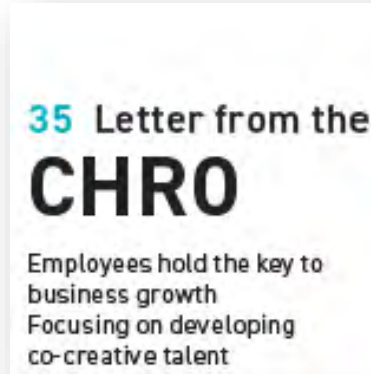 35 Letter from the
CHRO
Employees hold the key to
business growth
Focusing on developing
co-creative talent